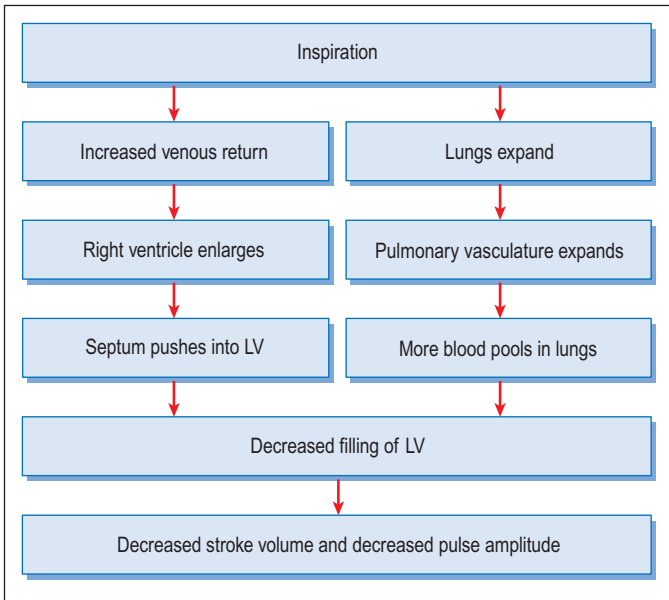 Inspiration
Increased venous return
Lungs expand
Right ventricle enlarges
Pulmonary vasculature expands
Septum pushes into LV
More blood pools in lungs
Decreased filling of LV
Decreased stroke volume and decreased pulse amplitude